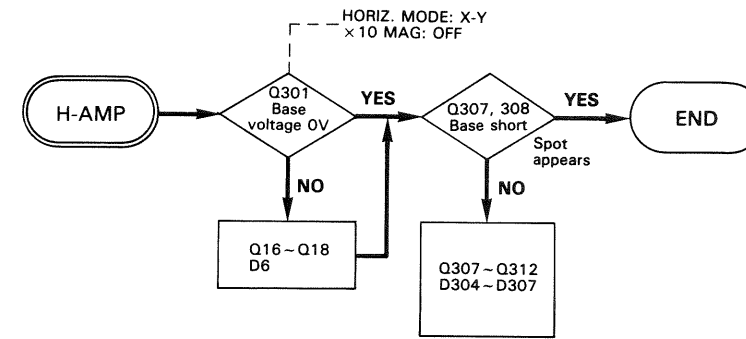 HORIZ. MODE: X-Y
×10 MAG: OFF
H-AMP
Q301
Base
voltage 0V
YES
NO
Q16~Q18
D6
Q307, 308
Base short
YES
Spot
appears
NO
Q307~Q312
D304~D307
END